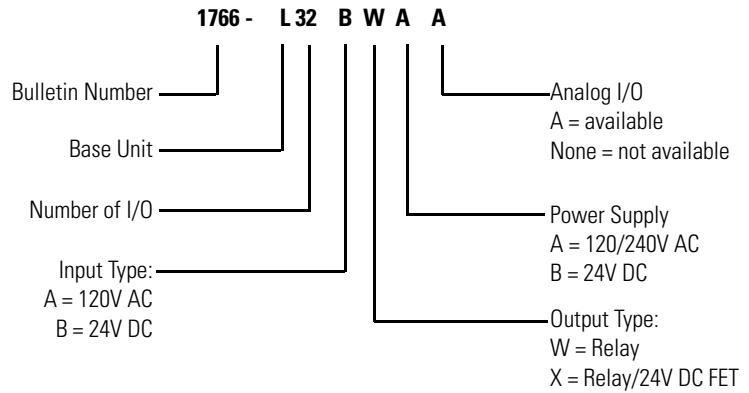 1766 - L 32 B W A A
Bulletin Number
Base Unit
Number of I/O
Input Type:
A = 120V AC
B = 24V DC
Analog I/O
A = available
None = not available
Power Supply
A = 120/240V AC
B = 24V DC
Output Type:
W = Relay
X = Relay/24V DC FET